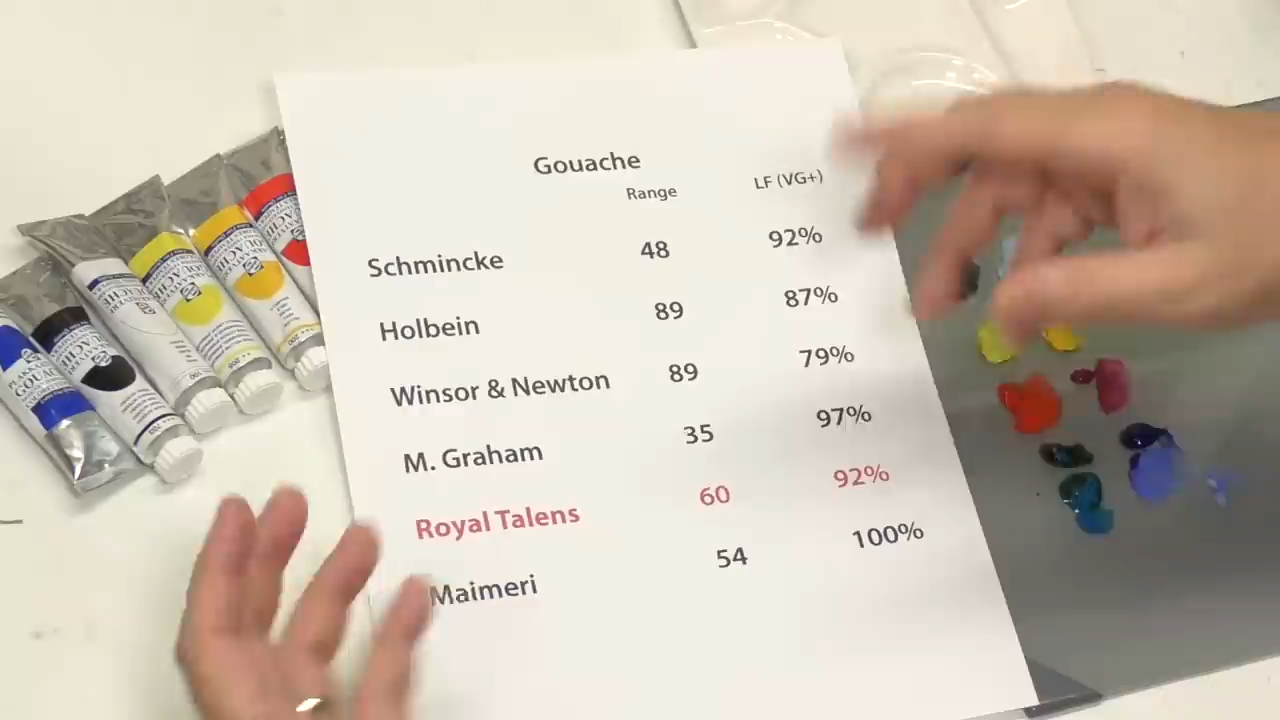 Gouache
Range LF (VG+)
Schmincke 48 92%
Holbein 89 87%
Winsor & Newton 89 79%
M. Graham 35 97%
Royal Talens 60 92%
Maimeri 54 100%